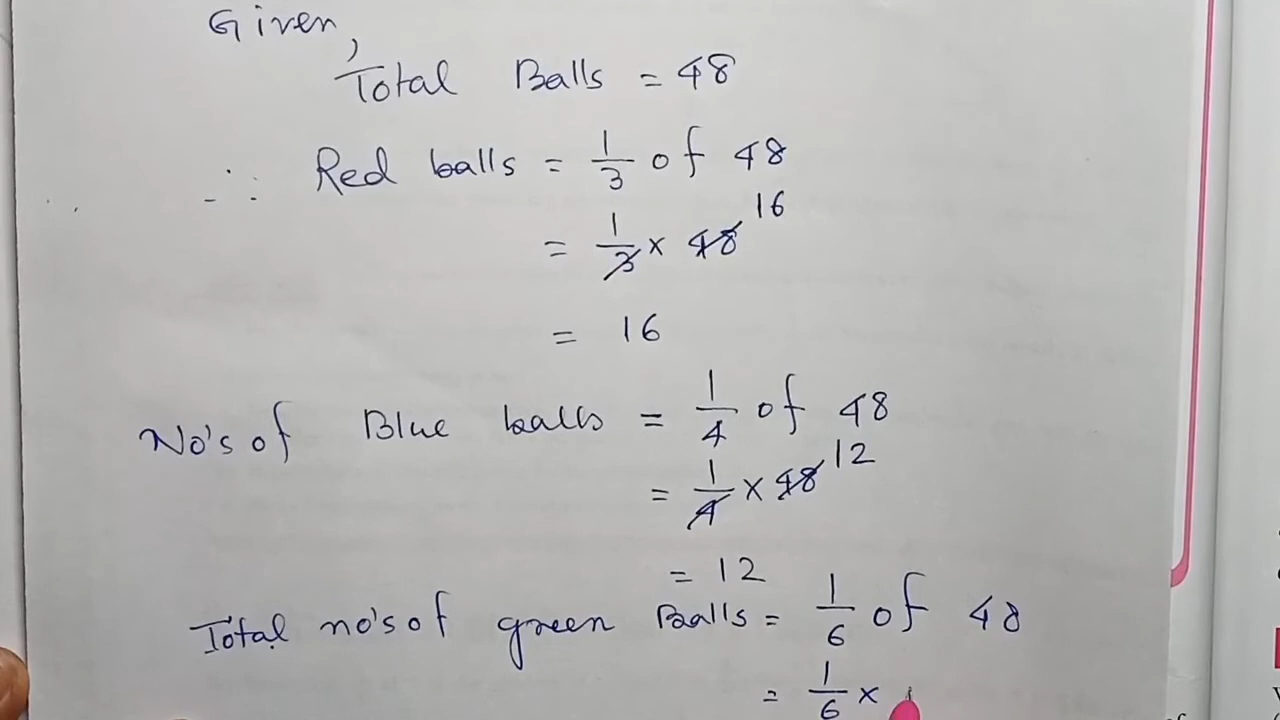 Given,
Total Balls = 48
∴ Red balls = 1/3 of 48
= 1/3 × 48 16
= 16
No's of Blue balls = 1/4 of 48
= 1/4 × 48 12
= 12
Total no's of green Balls = 1/6 of 48
= 1/6 ×